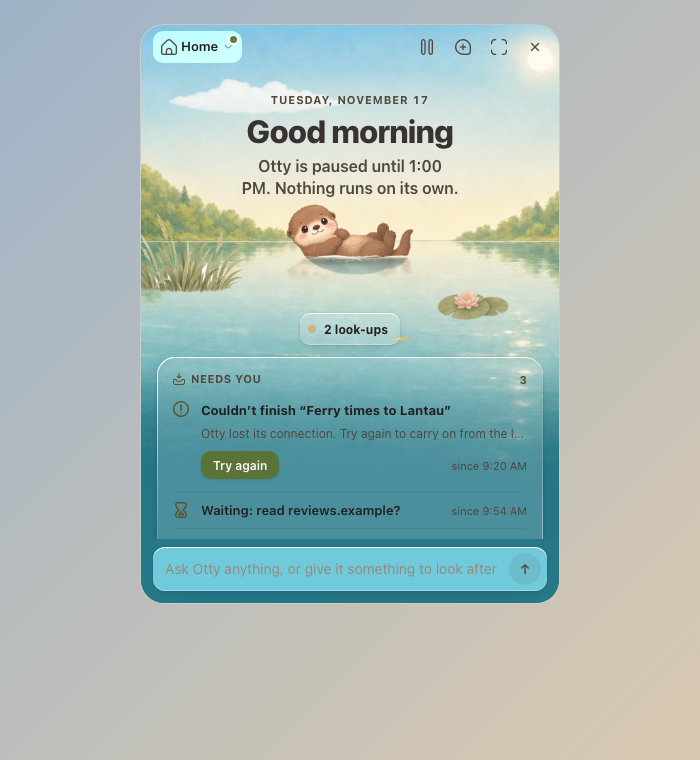 Home
TUESDAY, NOVEMBER 17
Good morning
Otty is paused until 1:00
PM. Nothing runs on its own.
2 look-ups
NEEDS YOU
3
Couldn’t finish “Ferry times to Lantau”
Otty lost its connection. Try again to carry on from the l…
Try again
since 9:20 AM
Waiting: read reviews.example?
since 9:54 AM
Ask Otty anything, or give it something to look after